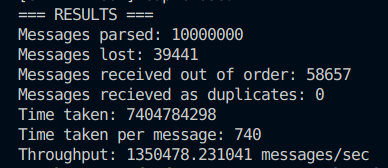 === RESULTS ===
Messages parsed: 10000000
Messages lost: 39441
Messages received out of order: 58657
Messages recieved as duplicates: 0
Time taken: 7404784298
Time taken per message: 740
Throughput: 1350478.231041 messages/sec